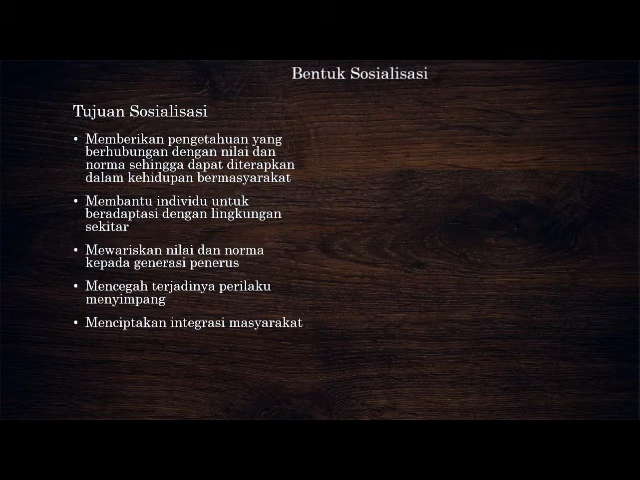 Bentuk Sosialisasi
Tujuan Sosialisasi
• Memberikan pengetahuan yang
berhubungan dengan nilai dan
norma sehingga dapat diterapkan
dalam kehidupan bermasyarakat
• Membantu individu untuk
beradaptasi dengan lingkungan
sekitar
• Mewariskan nilai dan norma
kepada generasi penerus
• Mencegah terjadinya perilaku
menyimpang
• Menciptakan integrasi masyarakat